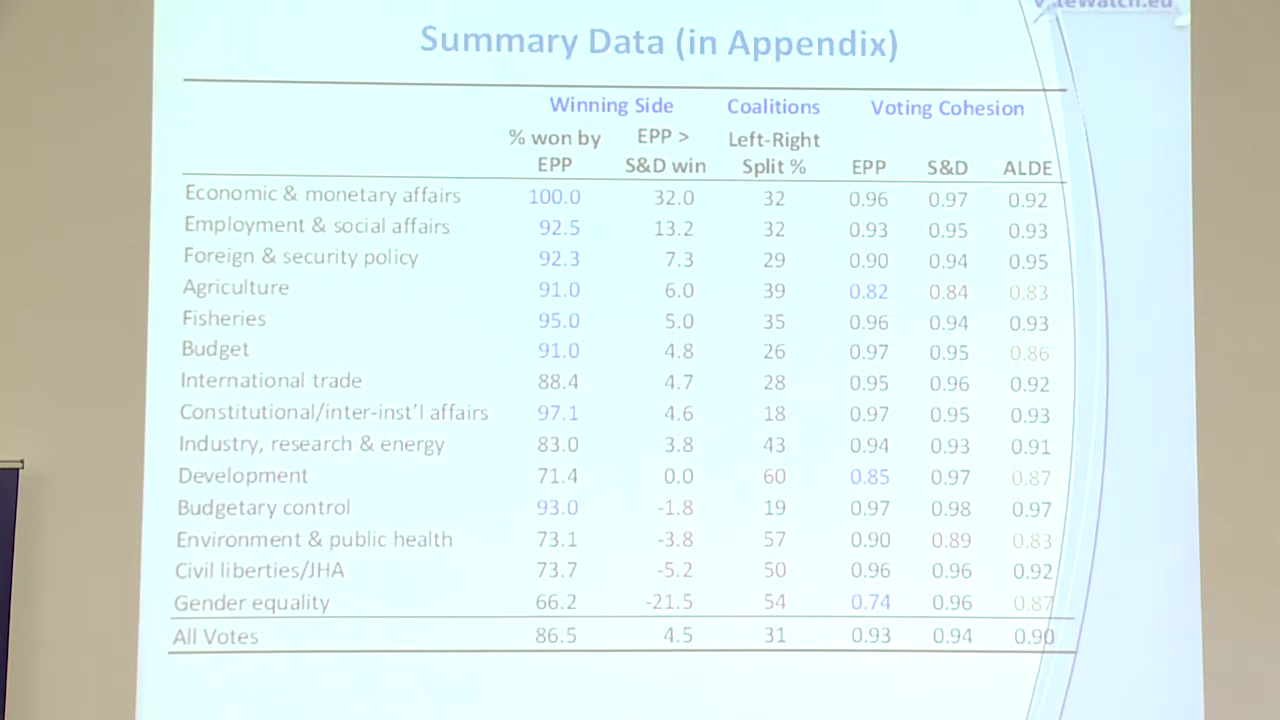 teWatch.eu
Summary Data (in Appendix)
Winning Side Coalitions Voting Cohesion
% won by EPP > Left-Right
EPP S&D win Split % EPP S&D ALDE
Economic & monetary affairs 100.0 32.0 32 0.96 0.97 0.92
Employment & social affairs 92.5 13.2 32 0.93 0.95 0.93
Foreign & security policy 92.3 7.3 29 0.90 0.94 0.95
Agriculture 91.0 6.0 39 0.82 0.84 0.83
Fisheries 95.0 5.0 35 0.96 0.94 0.93
Budget 91.0 4.8 26 0.97 0.95 0.86
International trade 88.4 4.7 28 0.95 0.96 0.92
Constitutional/inter-inst'l affairs 97.1 4.6 18 0.97 0.95 0.93
Industry, research & energy 83.0 3.8 43 0.94 0.93 0.91
Development 71.4 0.0 60 0.85 0.97 0.87
Budgetary control 93.0 -1.8 19 0.97 0.98 0.97
Environment & public health 73.1 -3.8 57 0.90 0.89 0.83
Civil liberties/JHA 73.7 -5.2 50 0.96 0.96 0.92
Gender equality 66.2 -21.5 54 0.74 0.96 0.87
All Votes 86.5 4.5 31 0.93 0.94 0.90